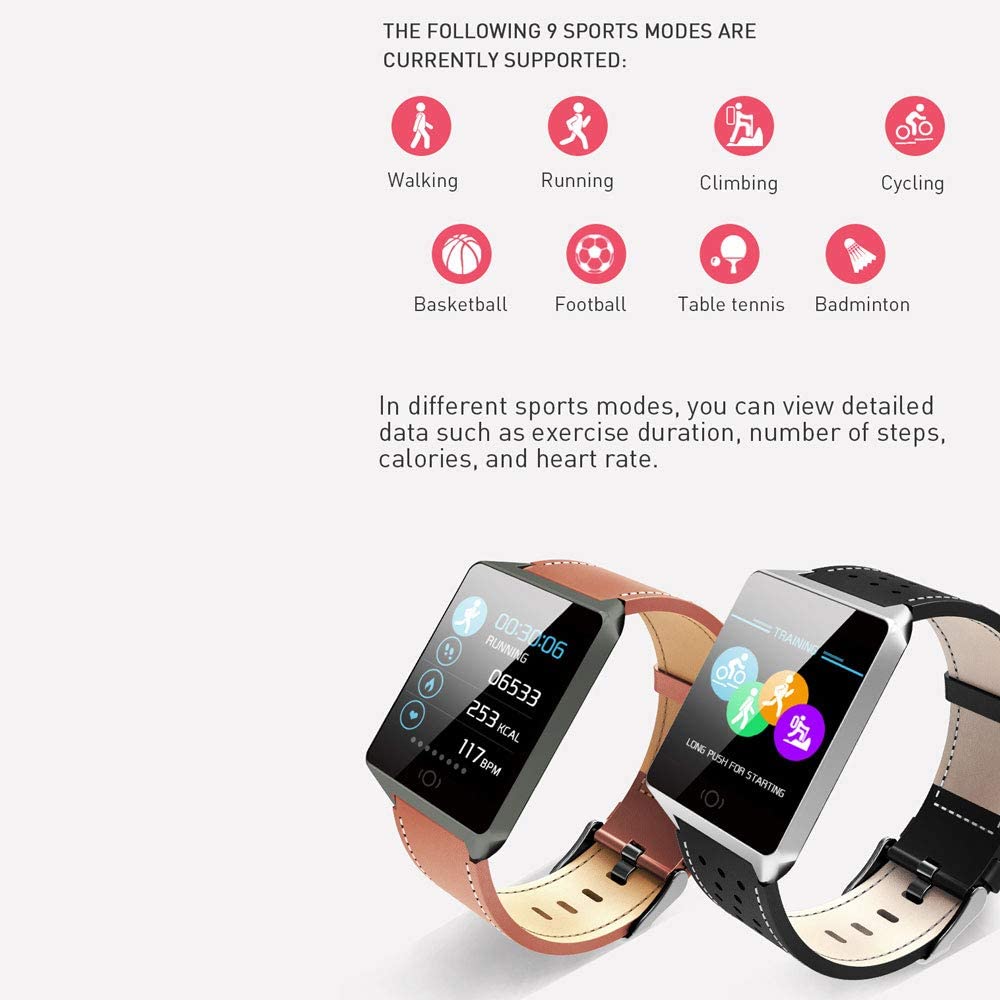 THE FOLLOWING 9 SPORTS MODES ARE
CURRENTLY SUPPORTED:
Walking
Running
Climbing
Cycling
Basketball
Football
Table tennis
Badminton
In different sports modes, you can view detailed
data such as exercise duration, number of steps,
calories, and heart rate.
00:30:06
RUNNING
06533
253 KCAL
117 BPM
TRAINING
LONG PUSH FOR STARTING